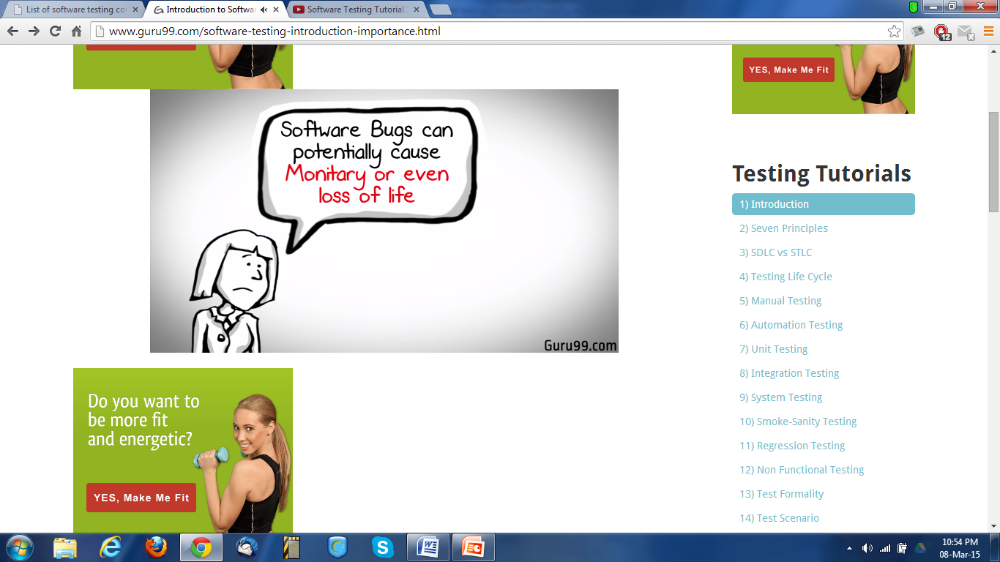 List of software testing co
Introduction to Softwa
Software Testing Tutorial
www.guru99.com/software-testing-introduction-importance.html
12
YES, Make Me Fit
Software Bugs can
potentially cause
Monitary or even
loss of life
Guru99.com
Do you want to
be more fit
and energetic?
YES, Make Me Fit
Testing Tutorials
1) Introduction
2) Seven Principles
3) SDLC vs STLC
4) Testing Life Cycle
5) Manual Testing
6) Automation Testing
7) Unit Testing
8) Integration Testing
9) System Testing
10) Smoke-Sanity Testing
11) Regression Testing
12) Non Functional Testing
13) Test Formality
14) Test Scenario
10:54 PM
08-Mar-15